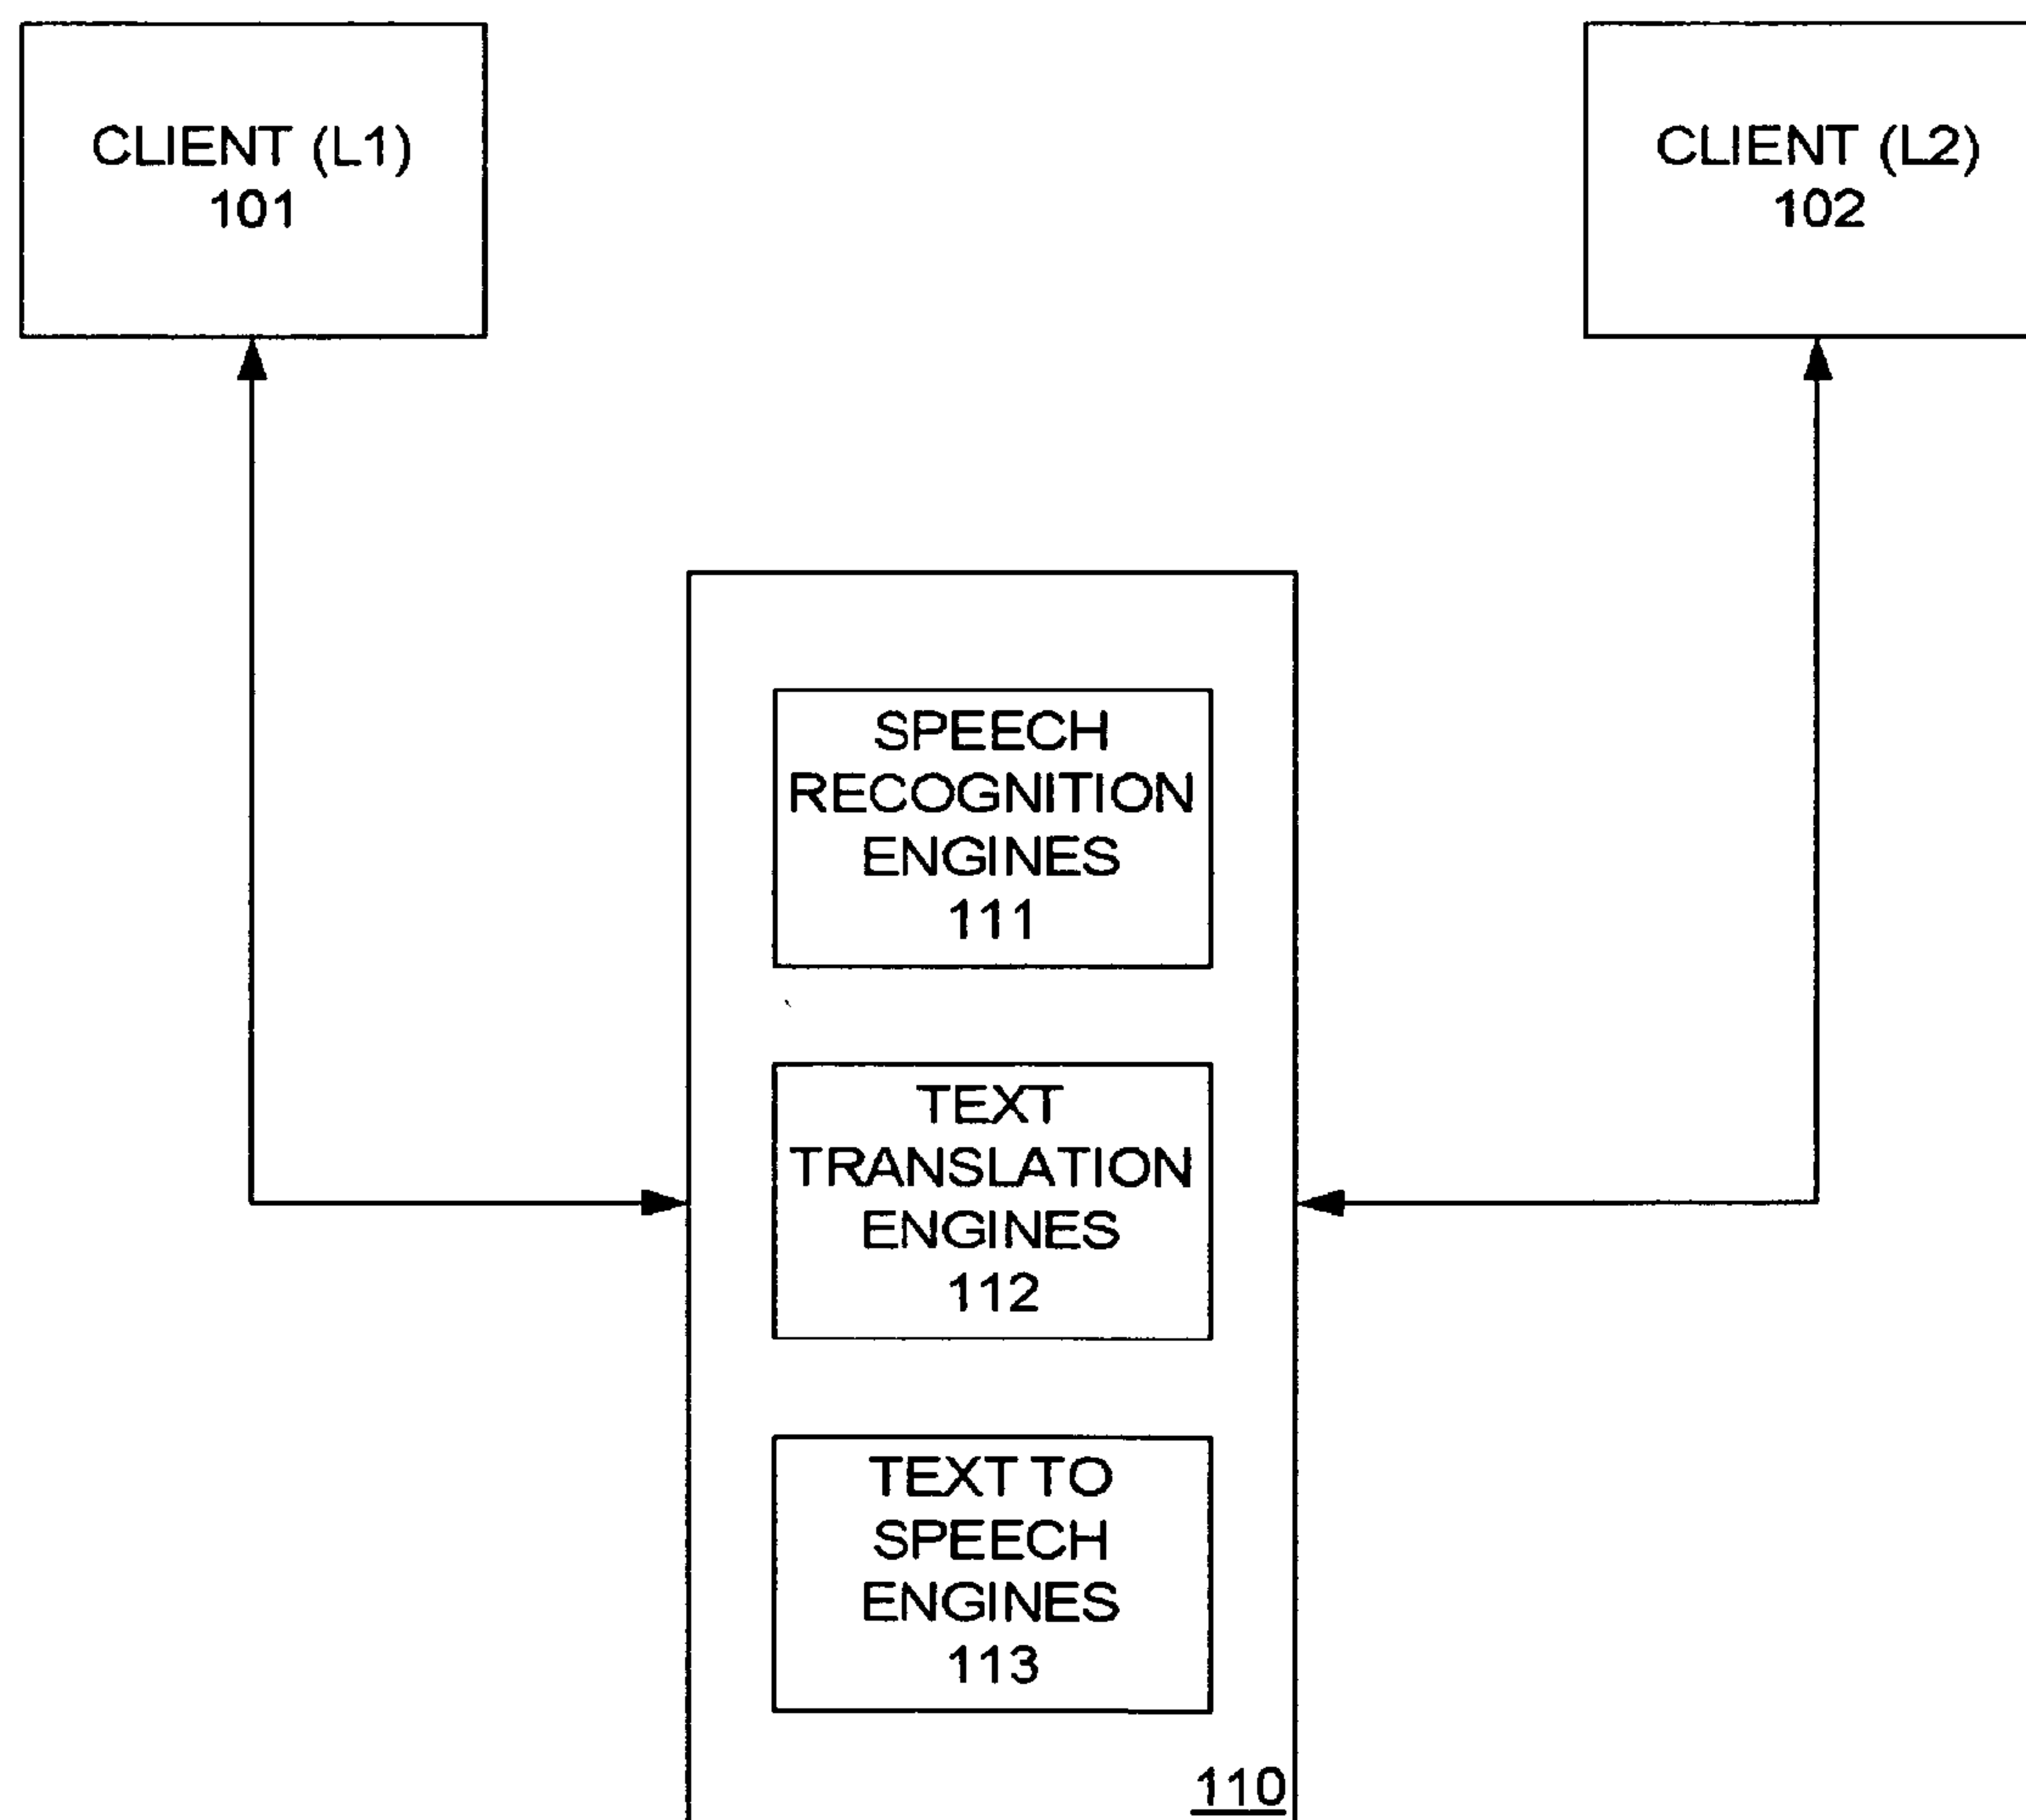 CLIENT (L1)
101
CLIENT (L2)
102
SPEECH
RECOGNITION
ENGINES
111
TEXT
TRANSLATION
ENGINES
112
TEXT TO
SPEECH
ENGINES
113
110